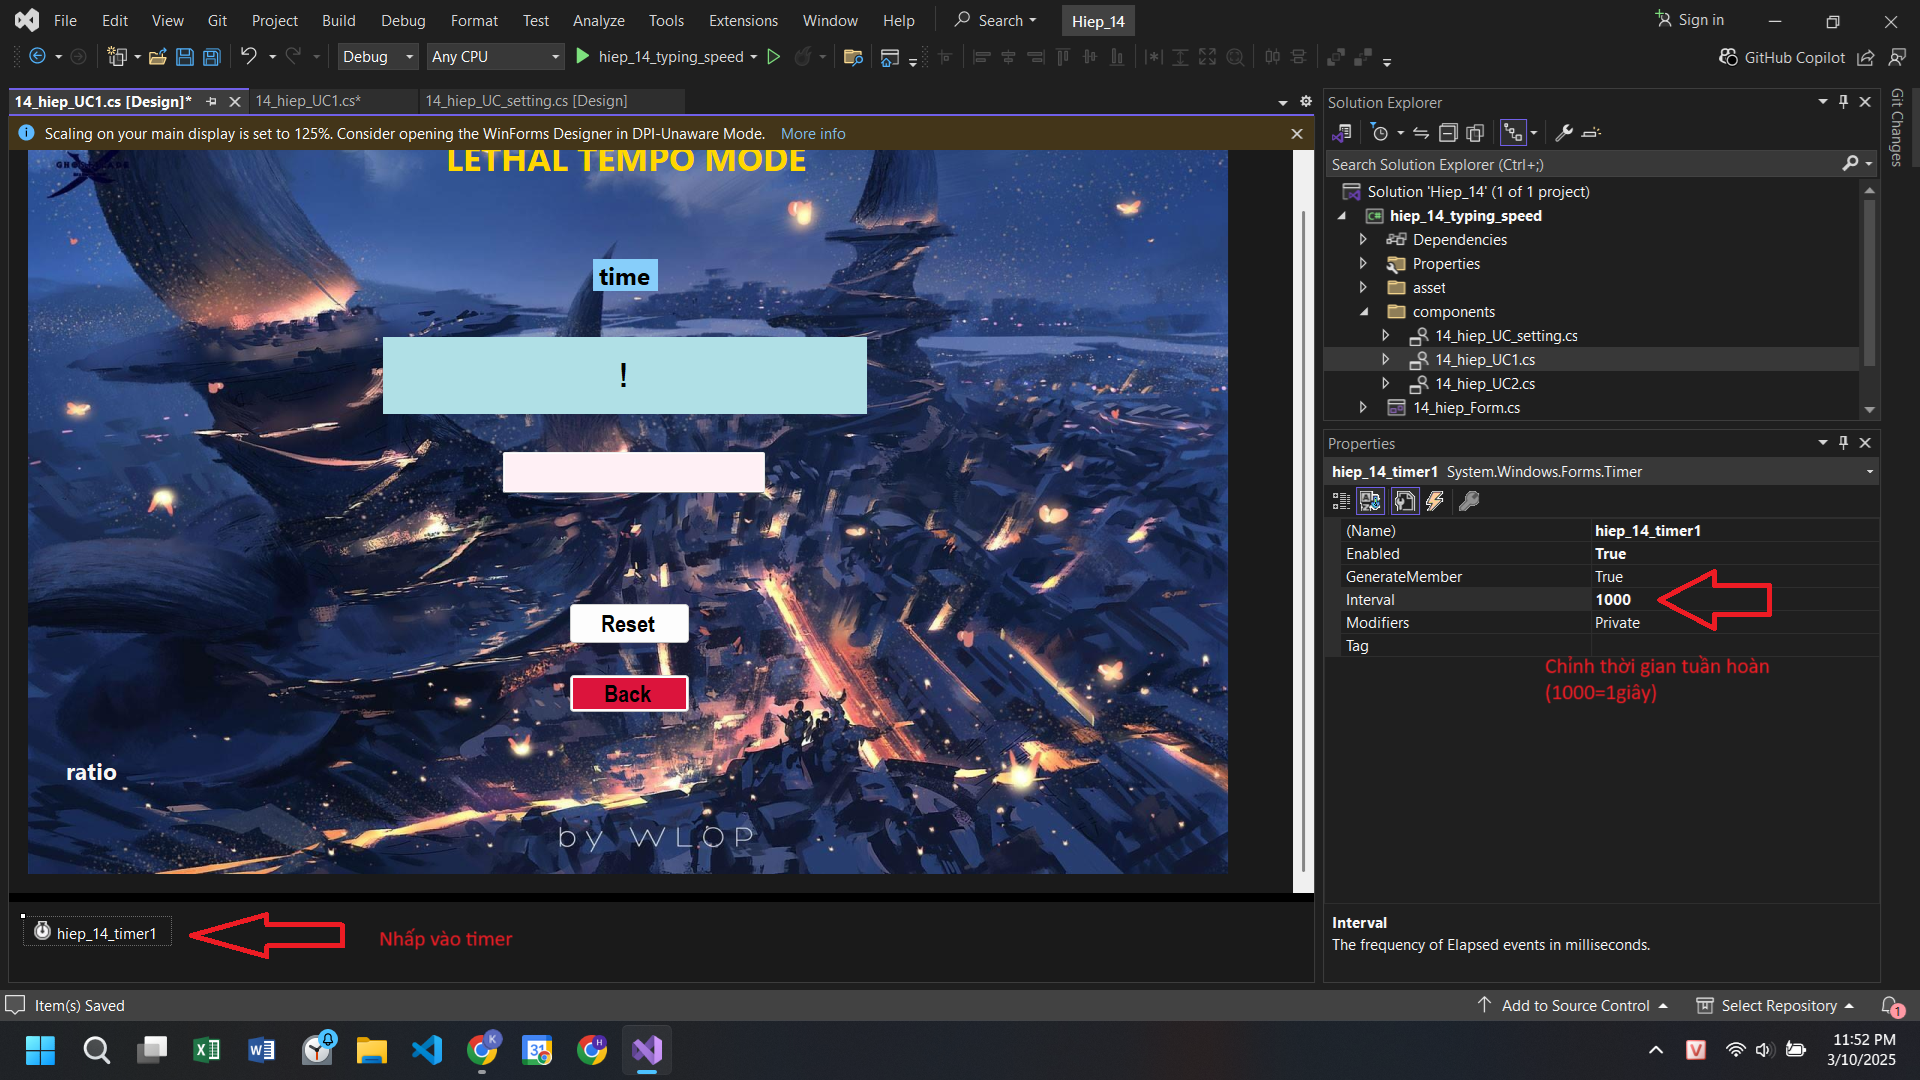 File Edit View Git Project Build Debug Format Test Analyze Tools Extensions Window Help Search Hiep_14 Sign in
Debug Any CPU hiep_14_typing_speed GitHub Copilot
14_hiep_UC1.cs [Design]* 14_hiep_UC1.cs* 14_hiep_UC_setting.cs [Design]
Scaling on your main display is set to 125%. Consider opening the WinForms Designer in DPI-Unaware Mode. More info
LETHAL TEMPO MODE
time
!
Reset
Back
ratio
by WLOP
hiep_14_timer1
Nhấp vào timer
Solution Explorer
Search Solution Explorer (Ctrl+;)
Solution 'Hiep_14' (1 of 1 project)
hiep_14_typing_speed
Dependencies
Properties
asset
components
14_hiep_UC_setting.cs
14_hiep_UC1.cs
14_hiep_UC2.cs
14_hiep_Form.cs
Git Changes
Properties
hiep_14_timer1 System.Windows.Forms.Timer
(Name) hiep_14_timer1
Enabled True
GenerateMember True
Interval 1000
Modifiers Private
Tag
Chỉnh thời gian tuần hoàn
(1000=1giây)
Interval
The frequency of Elapsed events in milliseconds.
Item(s) Saved Add to Source Control Select Repository 1
K 31 H V
11:52 PM
3/10/2025